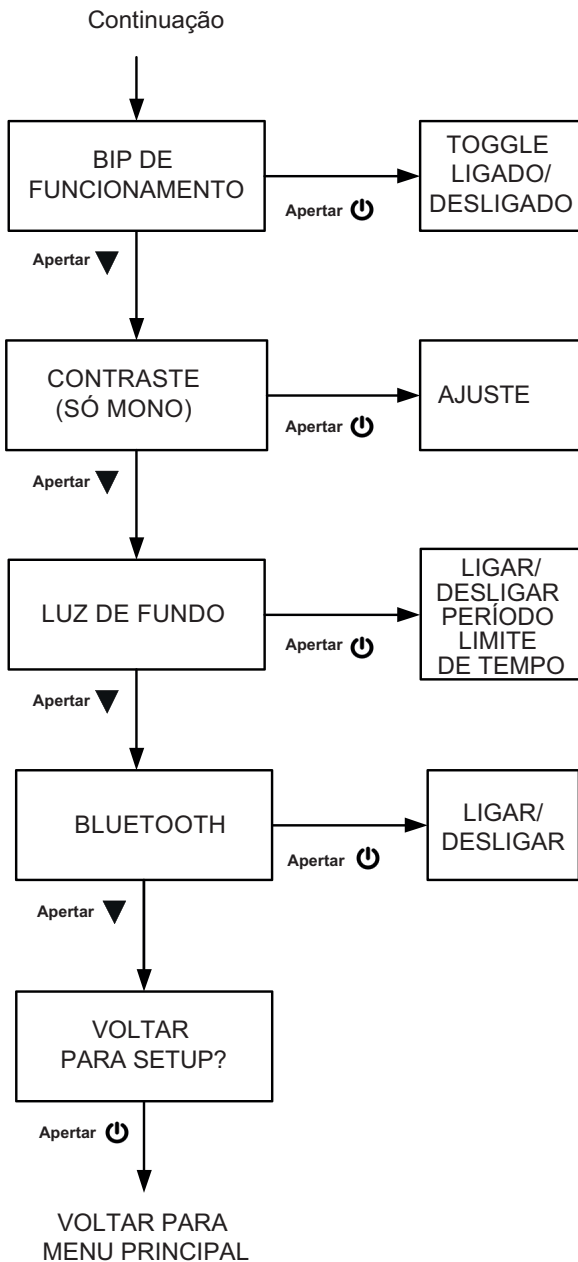 Continuação
BIP DE
FUNCIONAMENTO
Apertar
TOGGLE
LIGADO/
DESLIGADO
Apertar
CONTRASTE
(SÓ MONO)
Apertar
AJUSTE
Apertar
LUZ DE FUNDO
Apertar
LIGAR/
DESLIGAR
PERÍODO
LIMITE
DE TEMPO
Apertar
BLUETOOTH
Apertar
LIGAR/
DESLIGAR
Apertar
VOLTAR
PARA SETUP?
Apertar
VOLTAR PARA
MENU PRINCIPAL